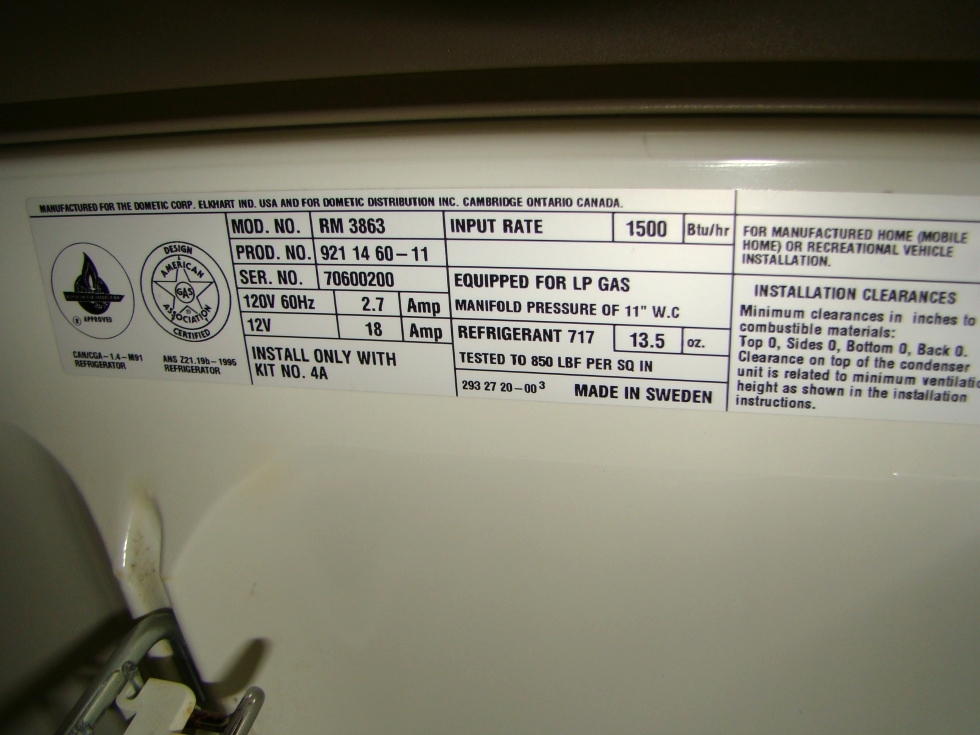 MANUFACTURED FOR THE DOMETIC CORP. ELKHART IND. USA AND FOR DOMETIC DISTRIBUTION INC. CAMBRIDGE ONTARIO CANADA.
APPROVED
CAN/CGA-1.4-M91
REFRIGERATOR
DESIGN
AMERICAN
GAS
ASSOCIATION
CERTIFIED
ANS Z21.19b-1995
REFRIGERATOR
MOD. NO. RM 3863
PROD. NO. 921 14 60-11
SER. NO. 70600200
120V 60Hz 2.7 Amp
12V 18 Amp
INSTALL ONLY WITH
KIT NO. 4A
INPUT RATE 1500 Btu/hr
EQUIPPED FOR LP GAS
MANIFOLD PRESSURE OF 11" W.C
REFRIGERANT 717 13.5 oz.
TESTED TO 850 LBF PER SQ IN
293 27 20-00 3 MADE IN SWEDEN
FOR MANUFACTURED HOME (MOBILE
HOME) OR RECREATIONAL VEHICLE
INSTALLATION.
INSTALLATION CLEARANCES
Minimum clearances in inches to
combustible materials:
Top 0, Sides 0, Bottom 0, Back 0.
Clearance on top of the condenser
unit is related to minimum ventilatio
height as shown in the installation
instructions.